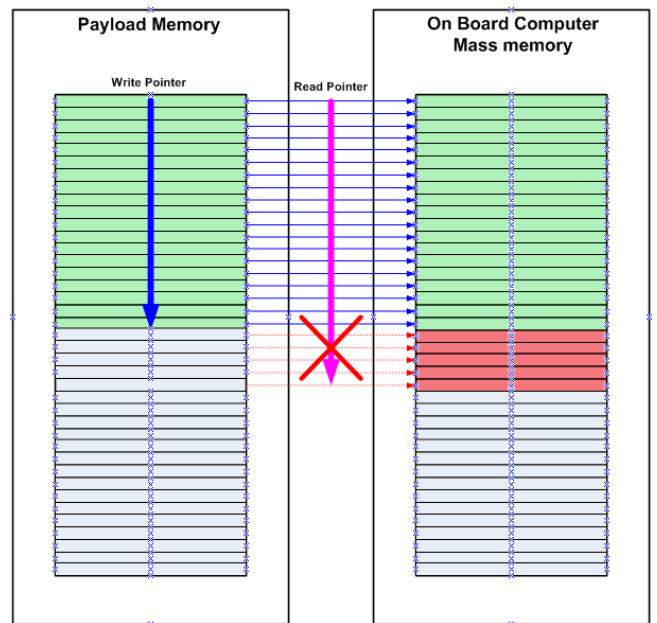 Payload Memory
On Board Computer
Mass memory
Write Pointer
Read Pointer